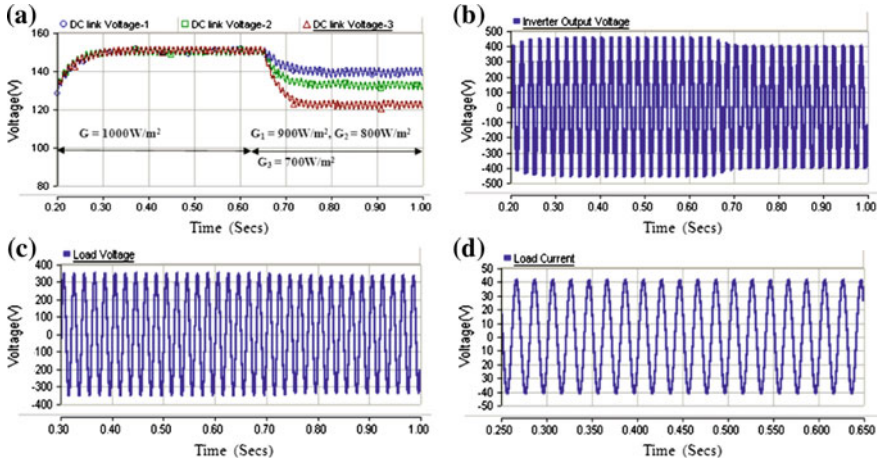 (a) DC link Voltage-1 DC link Voltage-2 DC link Voltage-3
Voltage(V)
160
140
120
100
80
G = 1000W/m²
G₁ = 900W/m², G₂ = 800W/m²
G₃ = 700W/m²
0.20 0.30 0.40 0.50 0.60 0.70 0.80 0.90 1.00
Time (Secs)
(b) Inverter Output Voltage
Voltage(V)
500
400
300
200
100
0
-100
-200
-300
-400
-500
0.20 0.30 0.40 0.50 0.60 0.70 0.80 0.90 1.00
Time (Secs)
(c) Load Voltage
Voltage(V)
400
300
200
100
0
-100
-200
-300
-400
0.30 0.40 0.50 0.60 0.70 0.80 0.90 1.00
Time (Secs)
(d) Load Current
Voltage(V)
50
40
30
20
10
0
-10
-20
-30
-40
-50
0.250 0.300 0.350 0.400 0.450 0.500 0.550 0.600 0.650
Time (Secs)